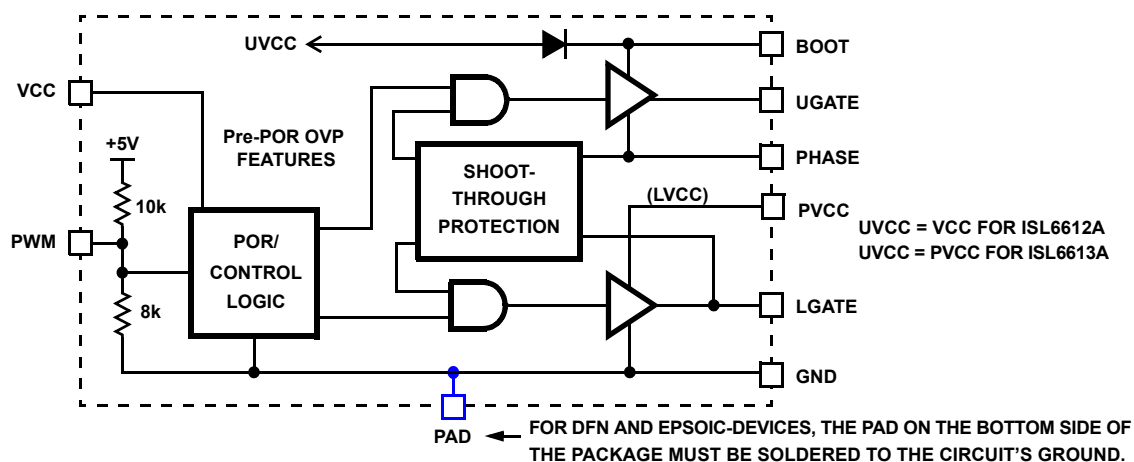 UVCC
BOOT
VCC
UGATE
+5V
Pre-POR OVP
FEATURES
SHOOT-
THROUGH
PROTECTION
PHASE
10k
(LVCC)
PVCC
UVCC = VCC FOR ISL6612A
UVCC = PVCC FOR ISL6613A
PWM
POR/
CONTROL
LOGIC
8k
LGATE
GND
PAD
FOR DFN AND EPSOIC-DEVICES, THE PAD ON THE BOTTOM SIDE OF
THE PACKAGE MUST BE SOLDERED TO THE CIRCUIT'S GROUND.